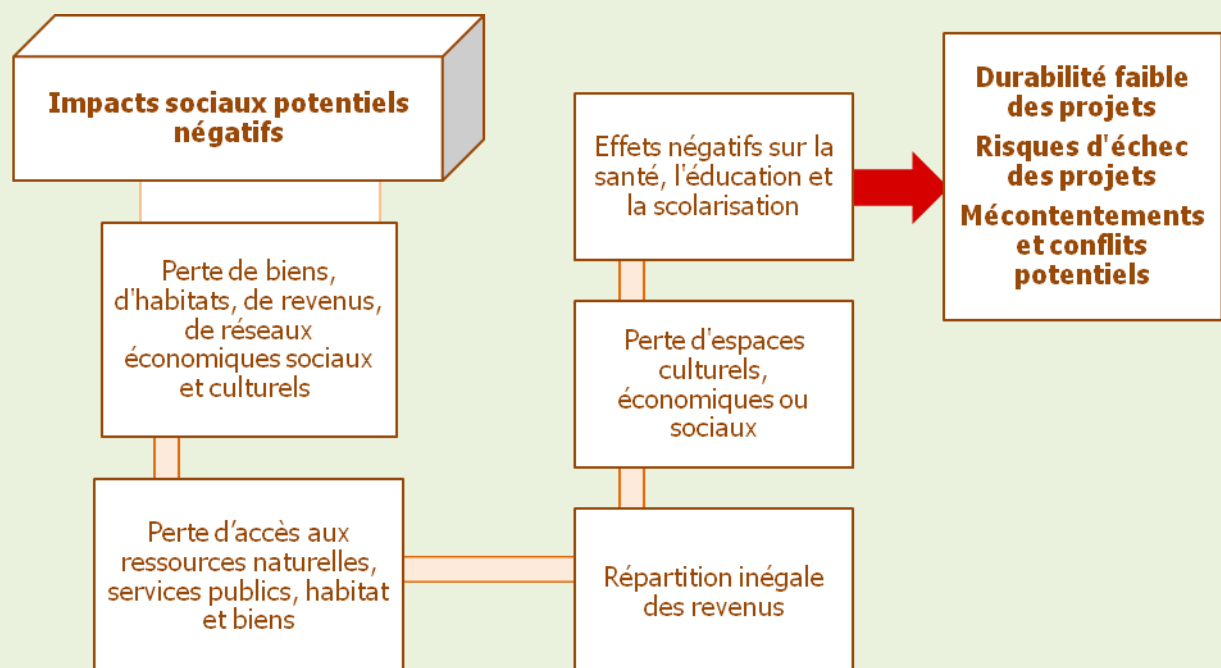 Impacts sociaux potentiels
négatifs
Perte de biens,
d'habitats, de revenus,
de réseaux
économiques sociaux
et culturels
Perte d’accès aux
ressources naturelles,
services publics, habitat
et biens
Répartition inégale
des revenus
Perte d’espaces
culturels,
économiques ou
sociaux
Effets négatifs sur la
santé, l’éducation et
la scolarisation
Durabilité faible
des projets
Risques d'échec
des projets
Mécontentements
et conflits
potentiels